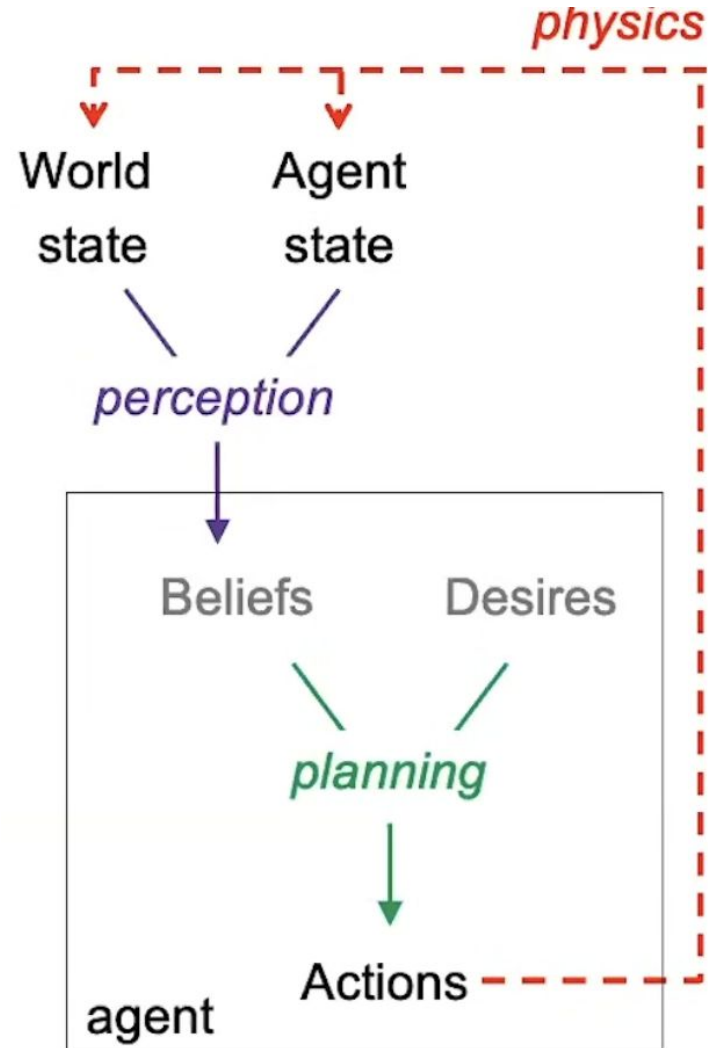 physics
World Agent
state state
perception
Beliefs Desires
planning
Actions
agent